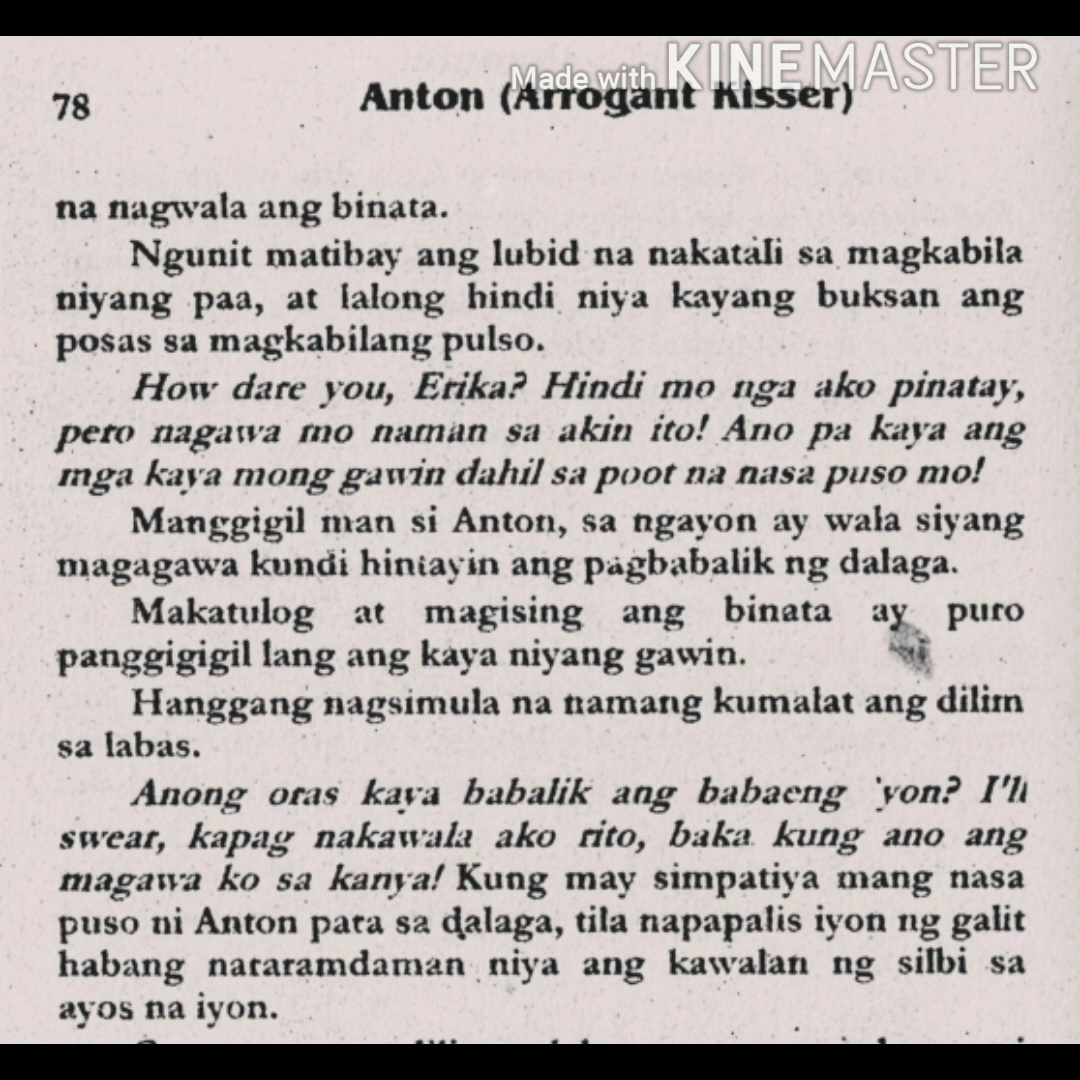 Made with KINEMASTER
78 Anton (Arrogant Kisser)
na nagwala ang binata.
Ngunit matibay ang lubid na nakatali sa magkabila
niyang paa, at lalong hindi niya kayang buksan ang
posas sa magkabilang pulso.
How dare you, Erika? Hindi mo nga ako pinatay,
pero nagawa mo naman sa akin ito! Ano pa kaya ang
mga kaya mong gawin dahil sa poot na nasa puso mo!
Manggigil man si Anton, sa ngayon ay wala siyang
magagawa kundi hintayin ang pagbabalik ng dalaga.
Makatulog at magising ang binata ay puro
panggigigil lang ang kaya niyang gawin.
Hanggang nagsimula na namang kumalat ang dilim
sa labas.
Anong oras kaya babalik ang babaeng 'yon? I'll
swear, kapag nakawala ako rito, baka kung ano ang
magawa ko sa kanya! Kung may simpatiya mang nasa
puso ni Anton para sa dalaga, tila napapalis iyon ng galit
habang nararamdaman niya ang kawalan ng silbi sa
ayos na iyon.